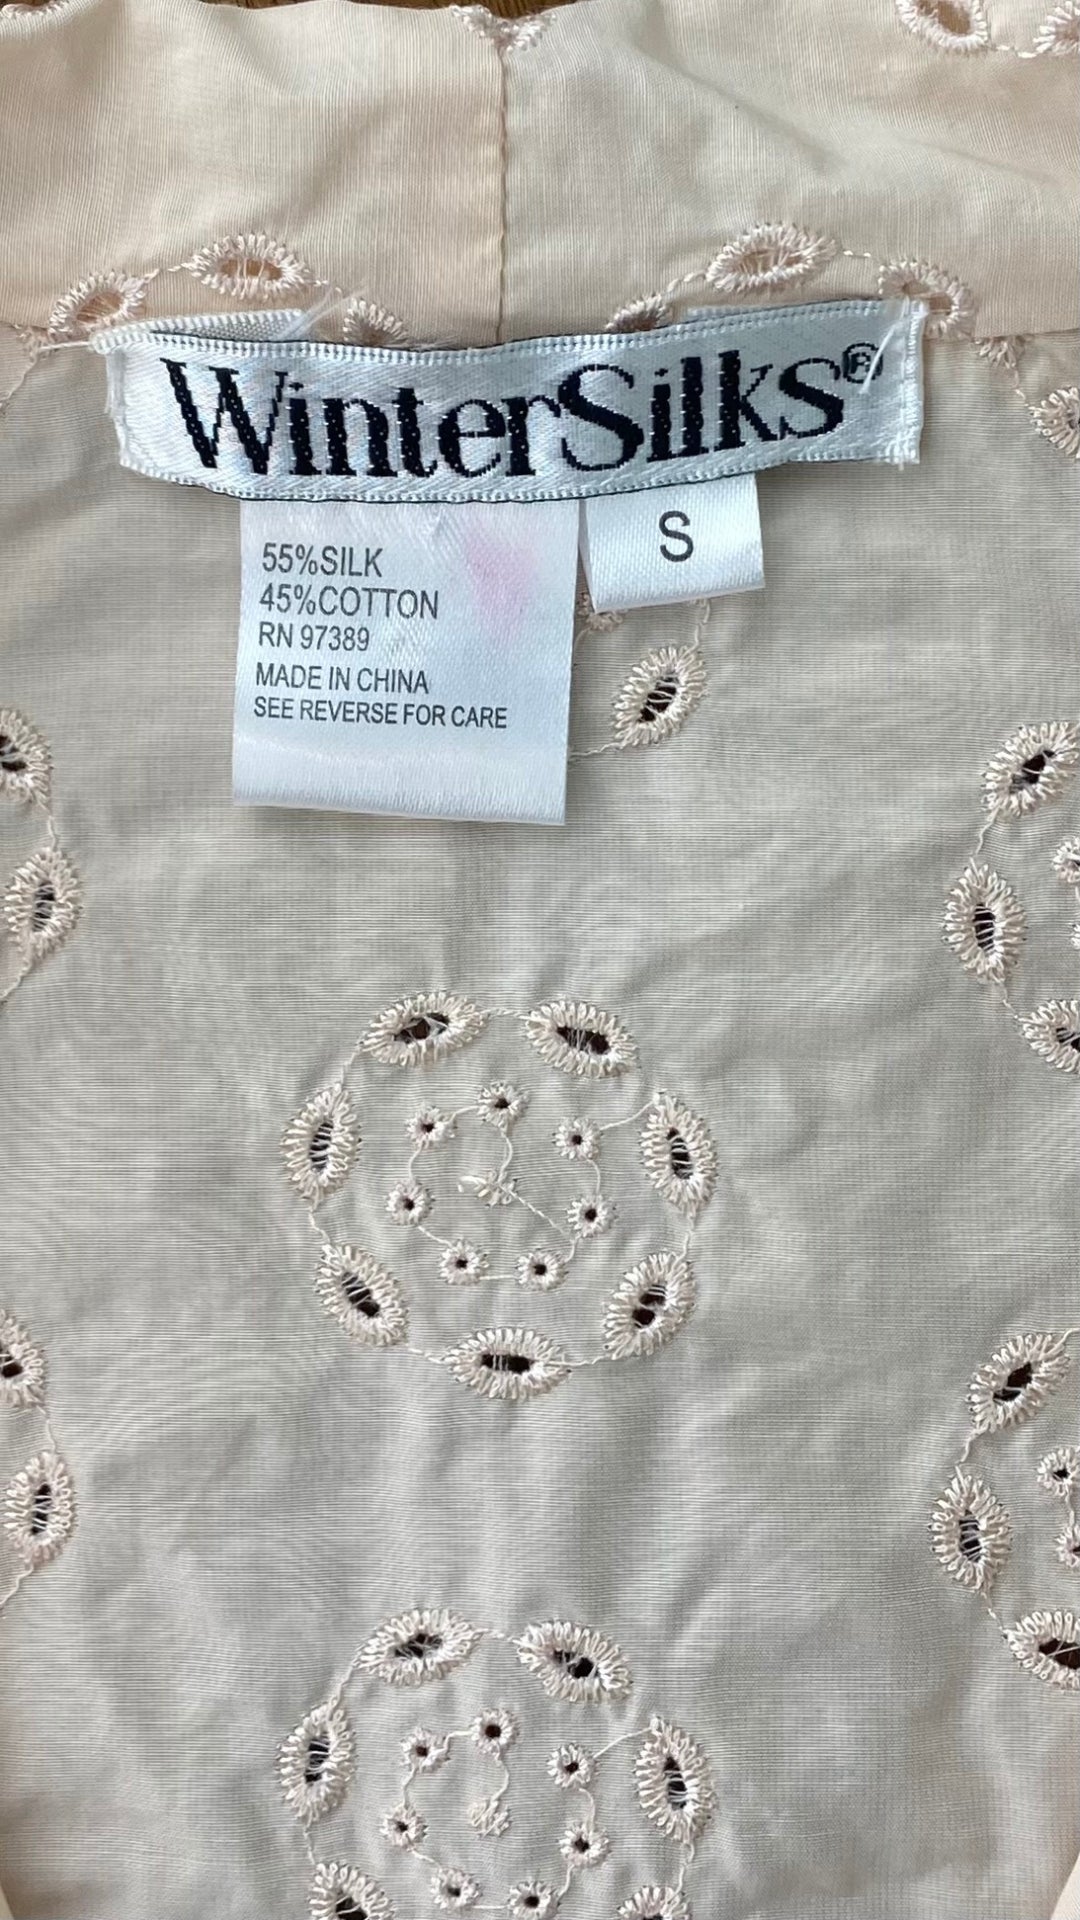 WinterSilks®
S
55%SILK
45%COTTON
RN 97389
MADE IN CHINA
SEE REVERSE FOR CARE